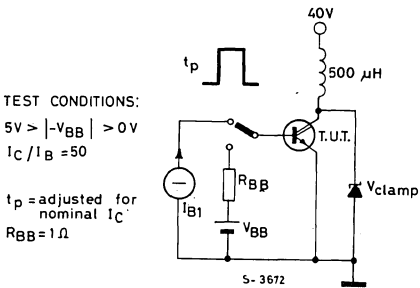 40V
tp
500 μH
TEST CONDITIONS:
5V > |-VBB| > 0V
IC/IB = 50
T.U.T.
tp = adjusted for
nominal IC
RBB = 1Ω
IB1
RBB
VBB
Vclamp
S-3672